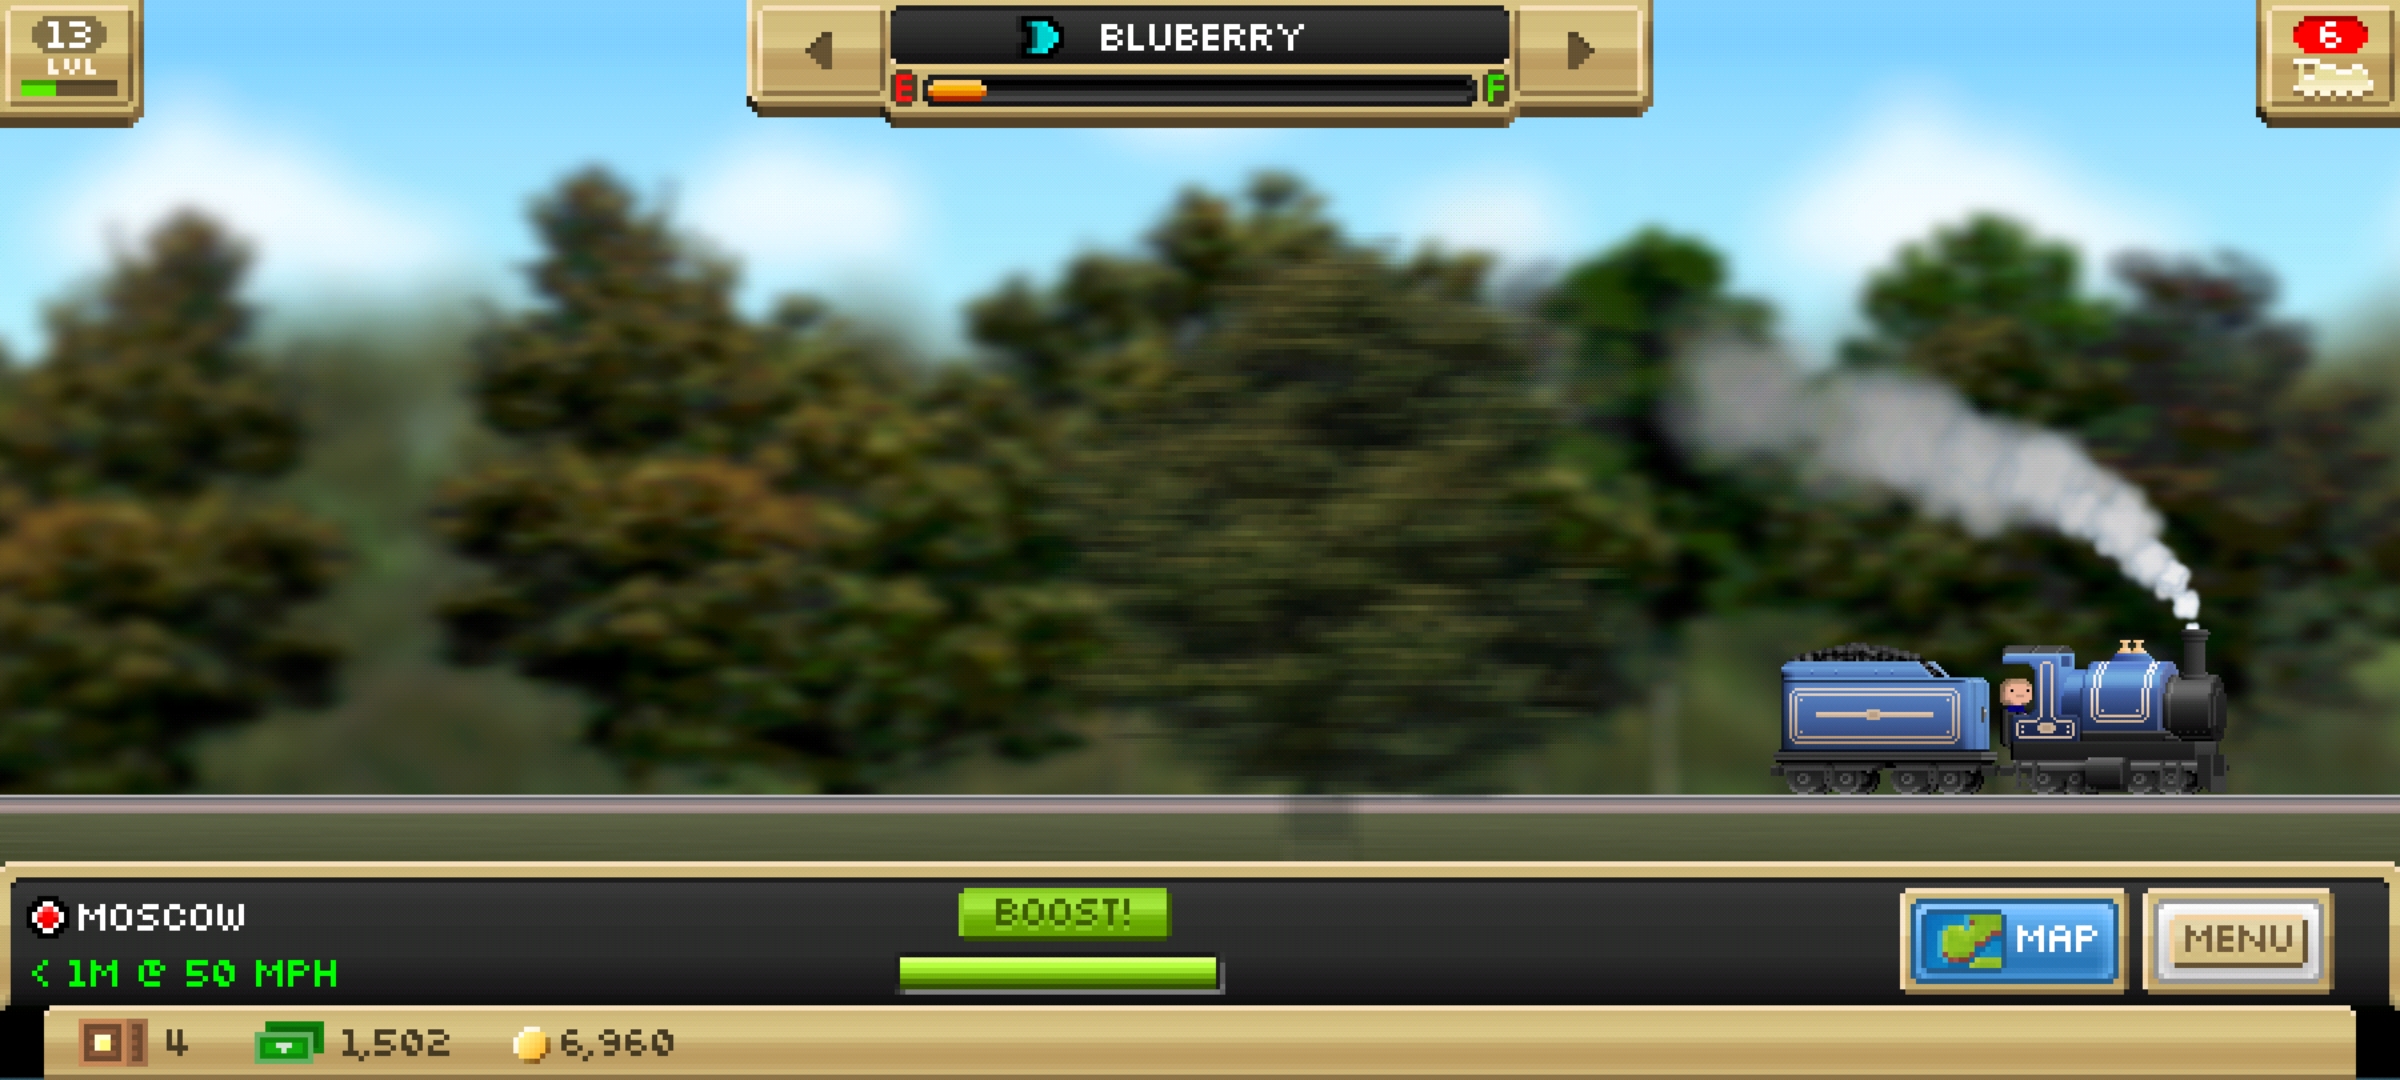 13
LVL
BLUBERRY
E F
6
MOSCOW
< 1M @ 50 MPH
BOOST!
MAP
MENU
4 1,502 6,960